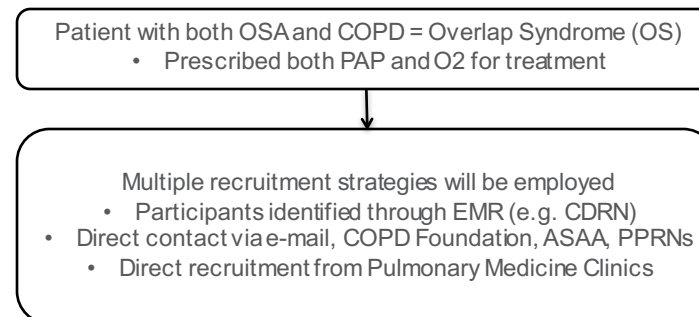 Patient with both OSA and COPD = Overlap Syndrome (OS)
• Prescribed both PAP and O2 for treatment
Multiple recruitment strategies will be employed
• Participants identified through EMR (e.g. CDRN)
• Direct contact via e-mail, COPD Foundation, ASAA, PPRNs
• Direct recruitment from Pulmonary Medicine Clinics